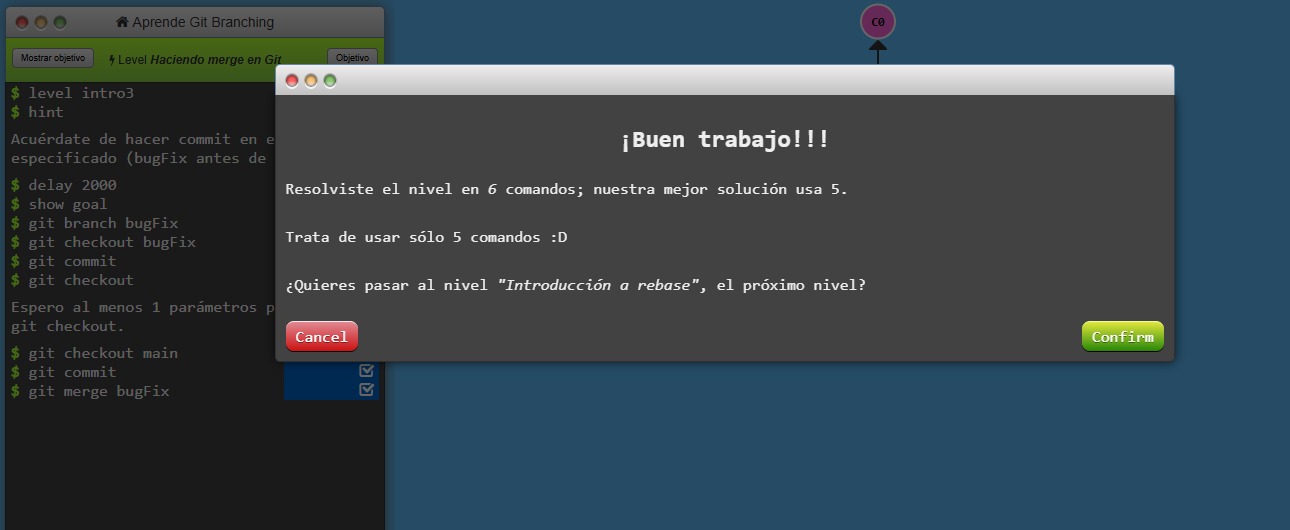 Aprende Git Branching
C0
Mostrar objetivo
Level Haciendo merge en Git
Objetivo
$ level intro3
$ hint
Acuérdate de hacer commit en e
especificado (bugFix antes de
$ delay 2000
$ show goal
$ git branch bugFix
$ git checkout bugFix
$ git commit
$ git checkout
Espero al menos 1 parámetros p
git checkout.
$ git checkout main
$ git commit
$ git merge bugFix
¡Buen trabajo!!!
Resolviste el nivel en 6 comandos; nuestra mejor solución usa 5.
Trata de usar sólo 5 comandos :D
¿Quieres pasar al nivel "Introducción a rebase", el próximo nivel?
Cancel
Confirm